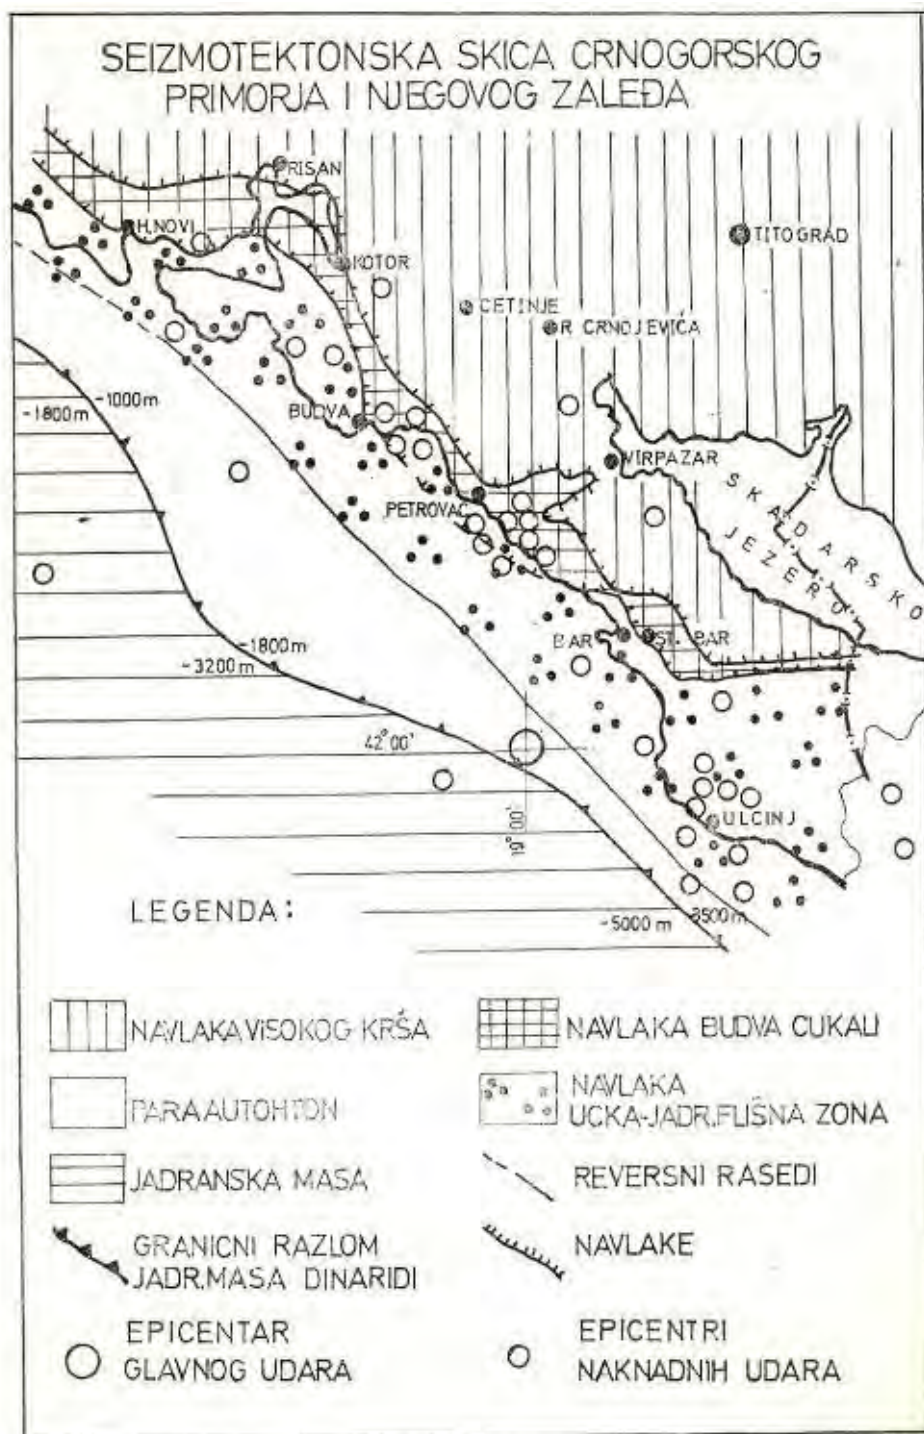 SEIZMOTEKTONSKA SKICA CRNOGORSKOG
PRIMORJA I NJEGOVOG ZALEĐA
RISAN
H.NOVI
TITOGRAD
KOTOR
CETINJE
R CRNOJEVIĆA
-1000m
-1800m
BUDVA
VIRPAZAR
SKADARSKO
JEZERO
PETROVAC
BAR
ST. BAR
-1800m
-3200m
42°00'
19°00'
ULCINJ
LEGENDA:
-5000 m
3500m
NAVLAKA VISOKOG KRŠA
NAVLAKA BUDVA CUKALI
PARAAUTOHTON
NAVLAKA
UCKA-JADR.FLIŠNA ZONA
JADRANSKA MASA
REVERSNI RASEDI
GRANICNI RAZLOM
JADR.MASA DINARIDI
NAVLAKE
EPICENTAR
GLAVNOG UDARA
EPICENTRI
NAKNADNIH UDARA